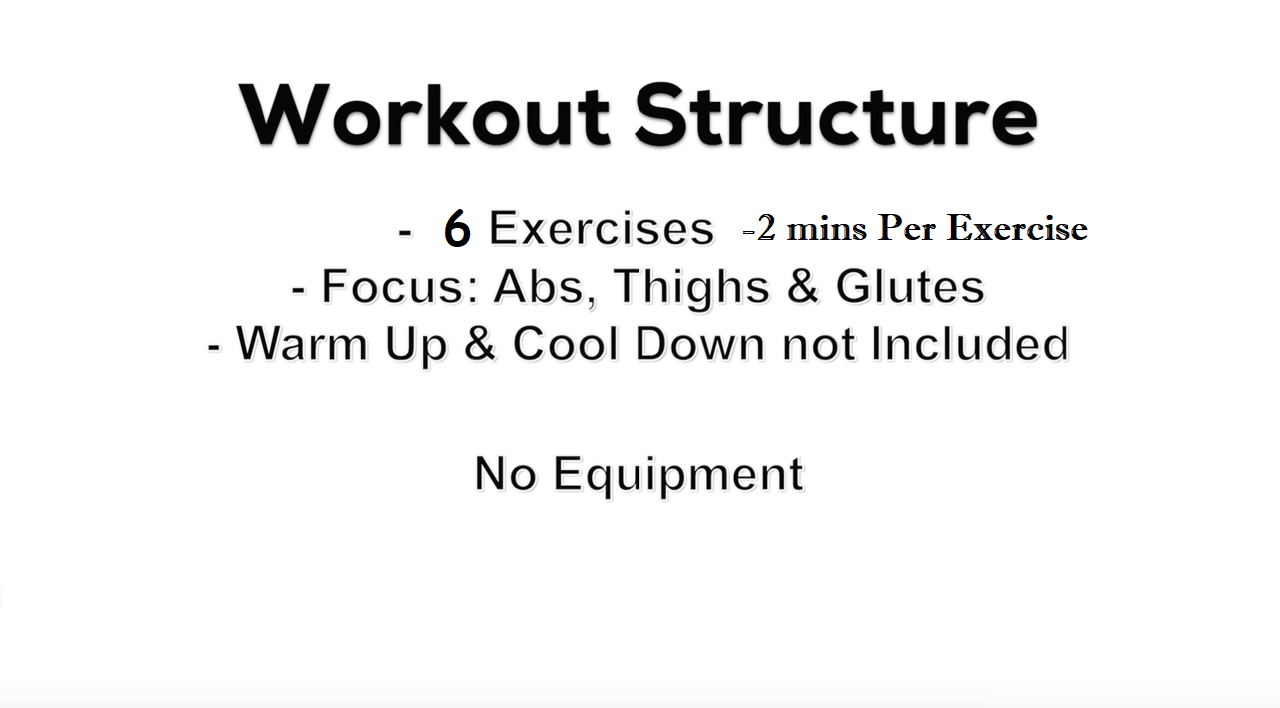 Workout Structure
- 6 Exercises -2 mins Per Exercise
- Focus: Abs, Thighs & Glutes
- Warm Up & Cool Down not Included
No Equipment